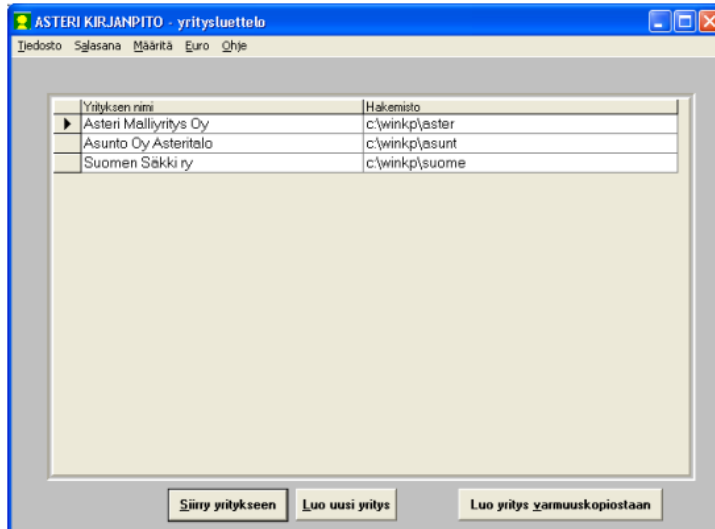 ASTERI KIRJANPITO - yritysluettelo
Tiedosto Salasana Määritä Euro Ohje
Yrityksen nimi Hakemisto
Asteri Malliyritys Oy c:\winkp\aster
Asunto Oy Asteritalo c:\winkp\asunt
Suomen Säkki ry c:\winkp\suome
Siirry yritykseen Luo uusi yritys Luo yritys varmuuskopiostaan